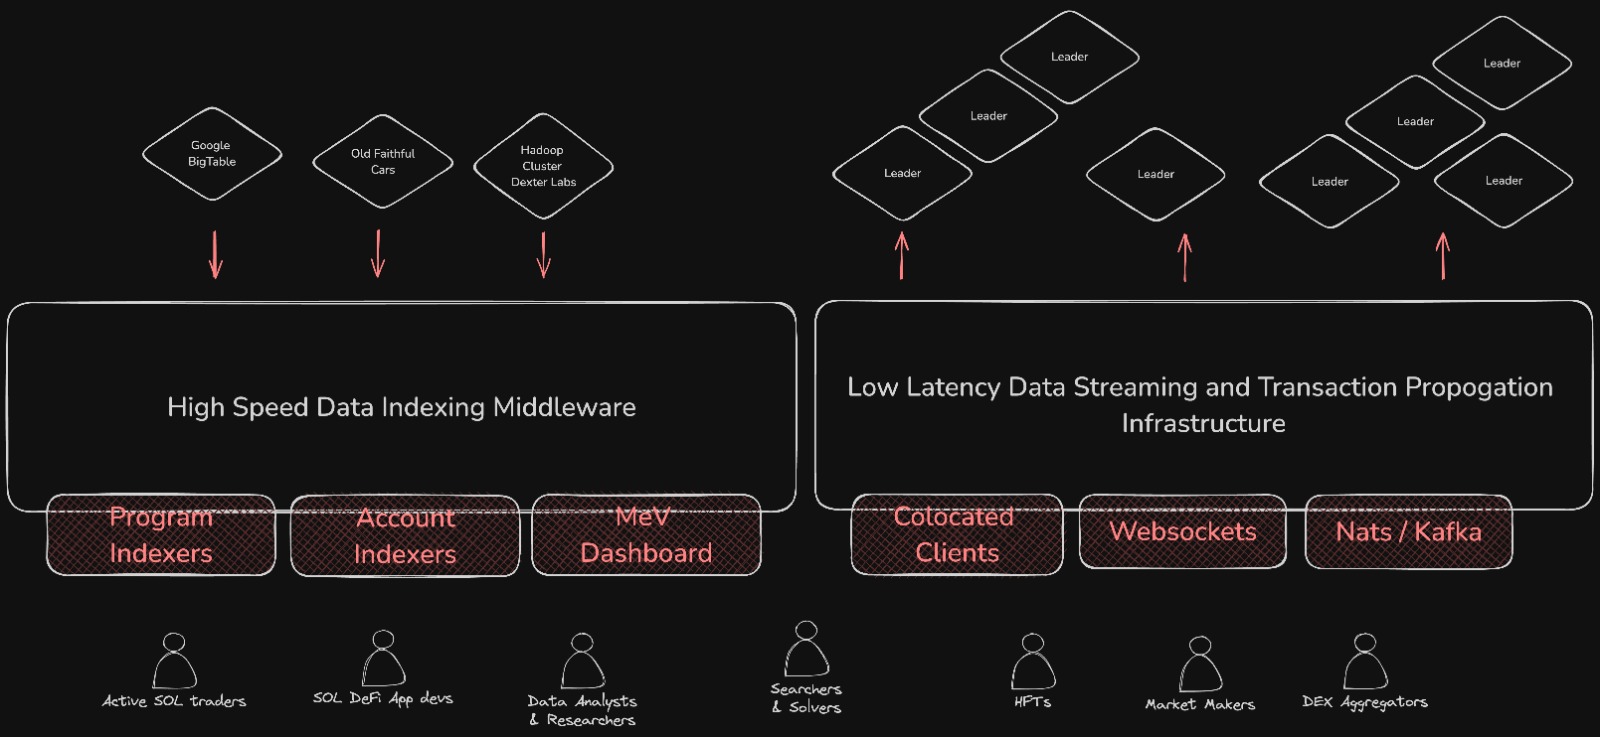 Leader
Leader
Leader
Leader
Leader
Leader
Leader
Leader
Google
BigTable
Old Faithful
Cars
Hadoop
Cluster
Dexter Labs
High Speed Data Indexing Middleware
Low Latency Data Streaming and Transaction Propogation
Infrastructure
Program
Indexers
Account
Indexers
MeV
Dashboard
Colocated
Clients
Websockets
Nats / Kafka
Active SOL traders
SOL DeFi App devs
Data Analysts
& Researchers
Searchers
& Solvers
HFTs
Market Makers
DEX Aggregators